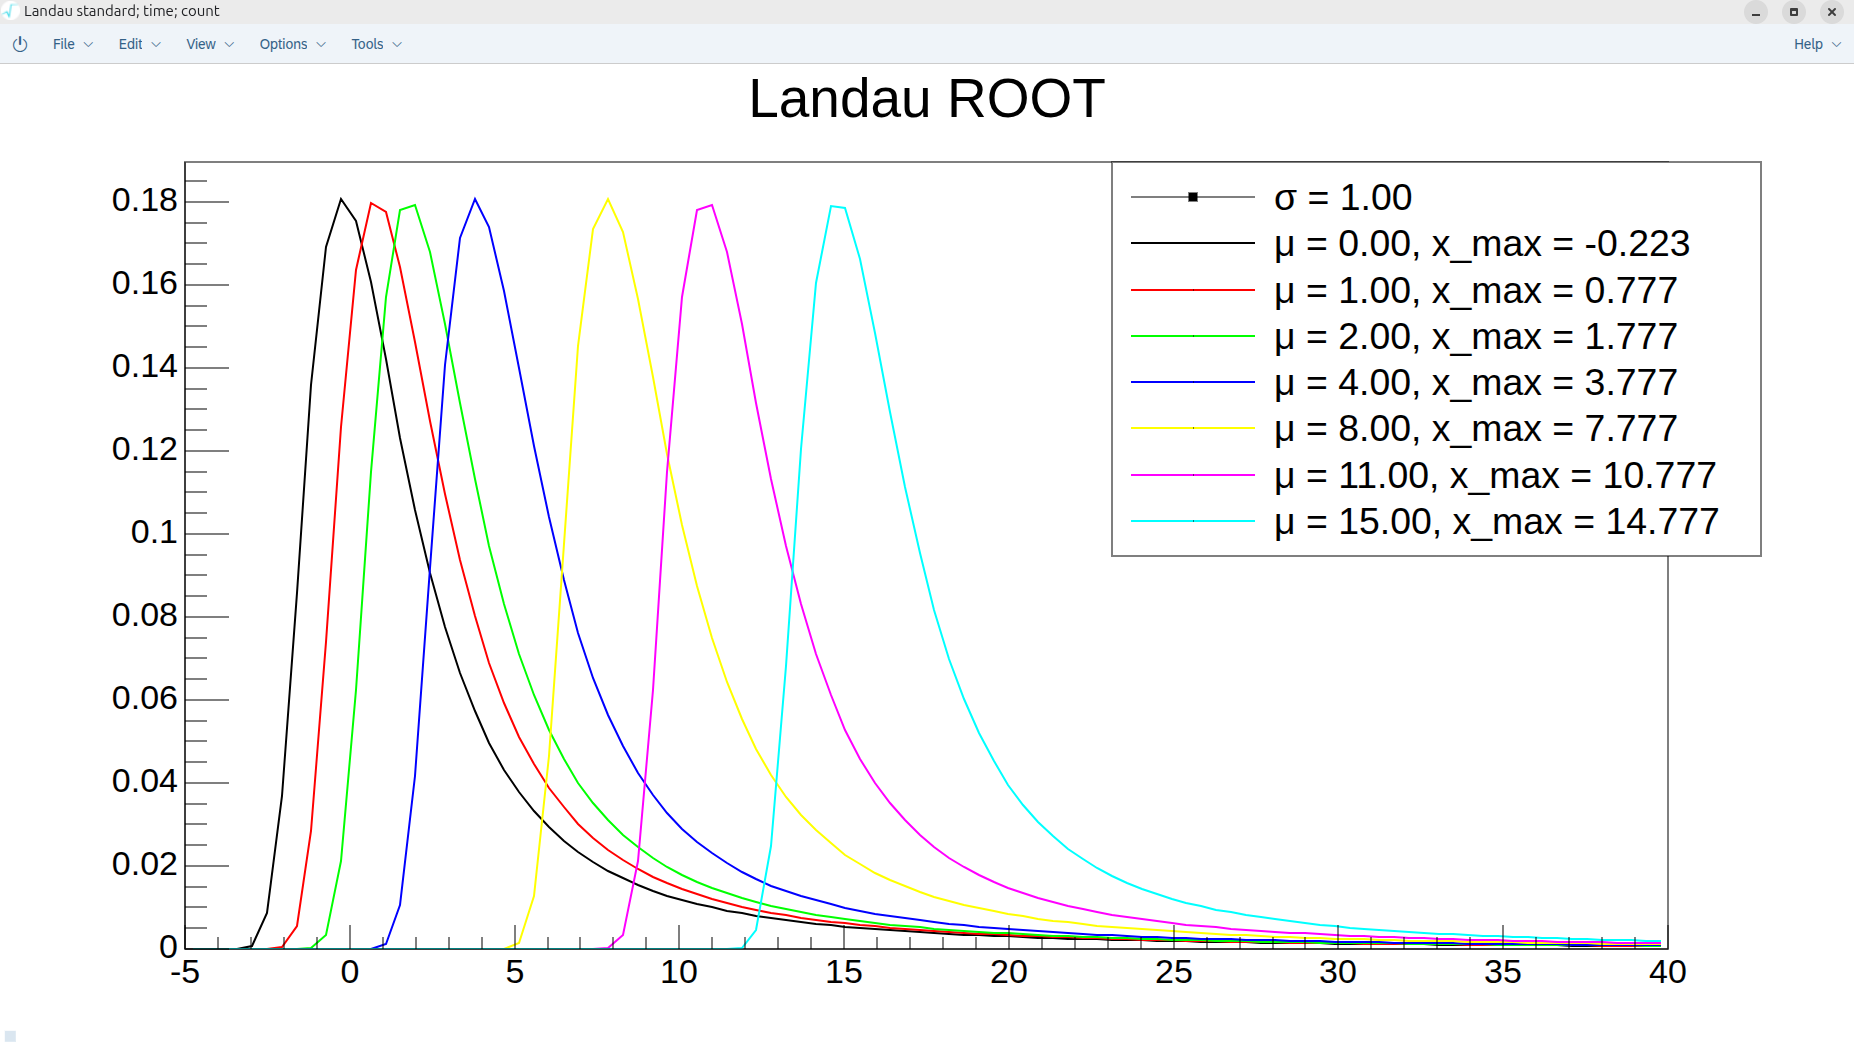 Landau standard; time; count
File Edit View Options Tools Help
Landau ROOT
σ = 1.00
μ = 0.00, x_max = -0.223
μ = 1.00, x_max = 0.777
μ = 2.00, x_max = 1.777
μ = 4.00, x_max = 3.777
μ = 8.00, x_max = 7.777
μ = 11.00, x_max = 10.777
μ = 15.00, x_max = 14.777
0.18
0.16
0.14
0.12
0.1
0.08
0.06
0.04
0.02
0
-5 0 5 10 15 20 25 30 35 40